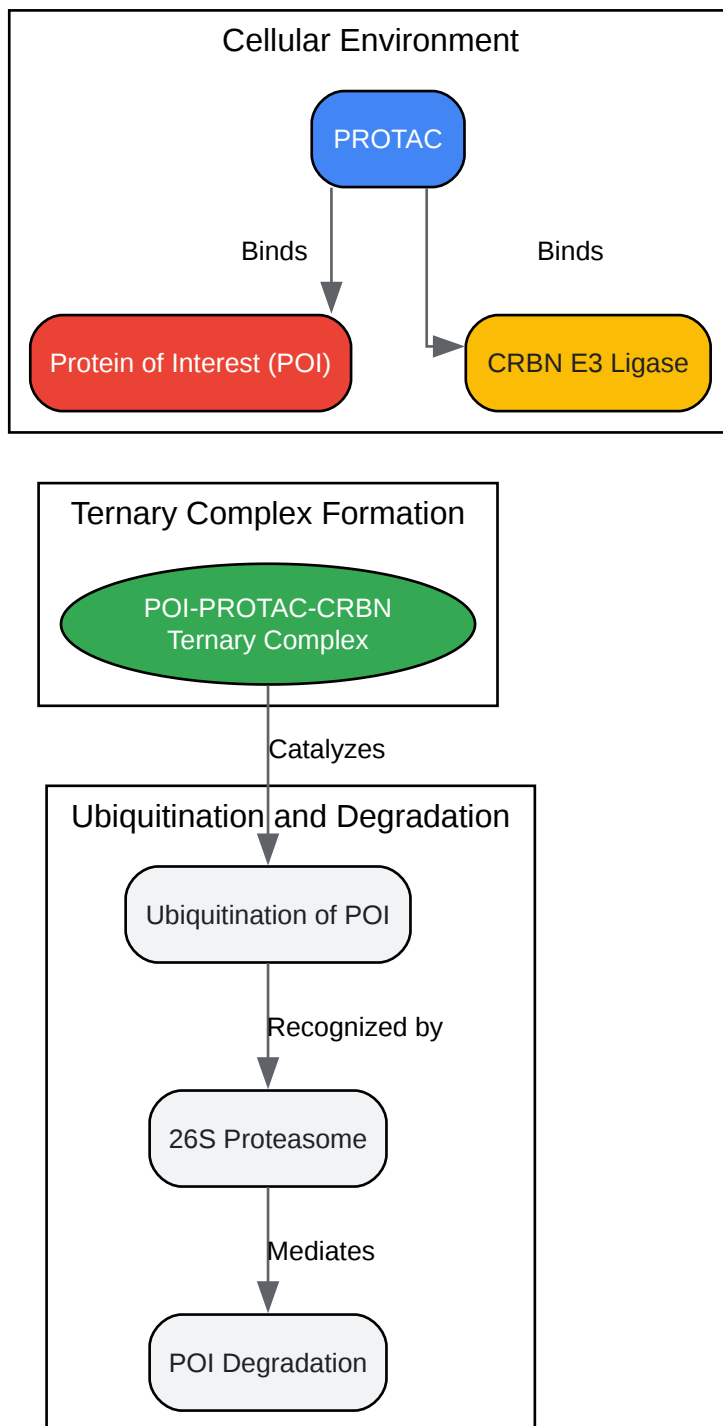 Cellular Environment
PROTAC
Binds
Binds
Protein of Interest (POI)
CRBN E3 Ligase
Ternary Complex Formation
POI-PROTAC-CRBN
Ternary Complex
Catalyzes
Ubiquitination and Degradation
Ubiquitination of POI
Recognized by
26S Proteasome
Mediates
POI Degradation